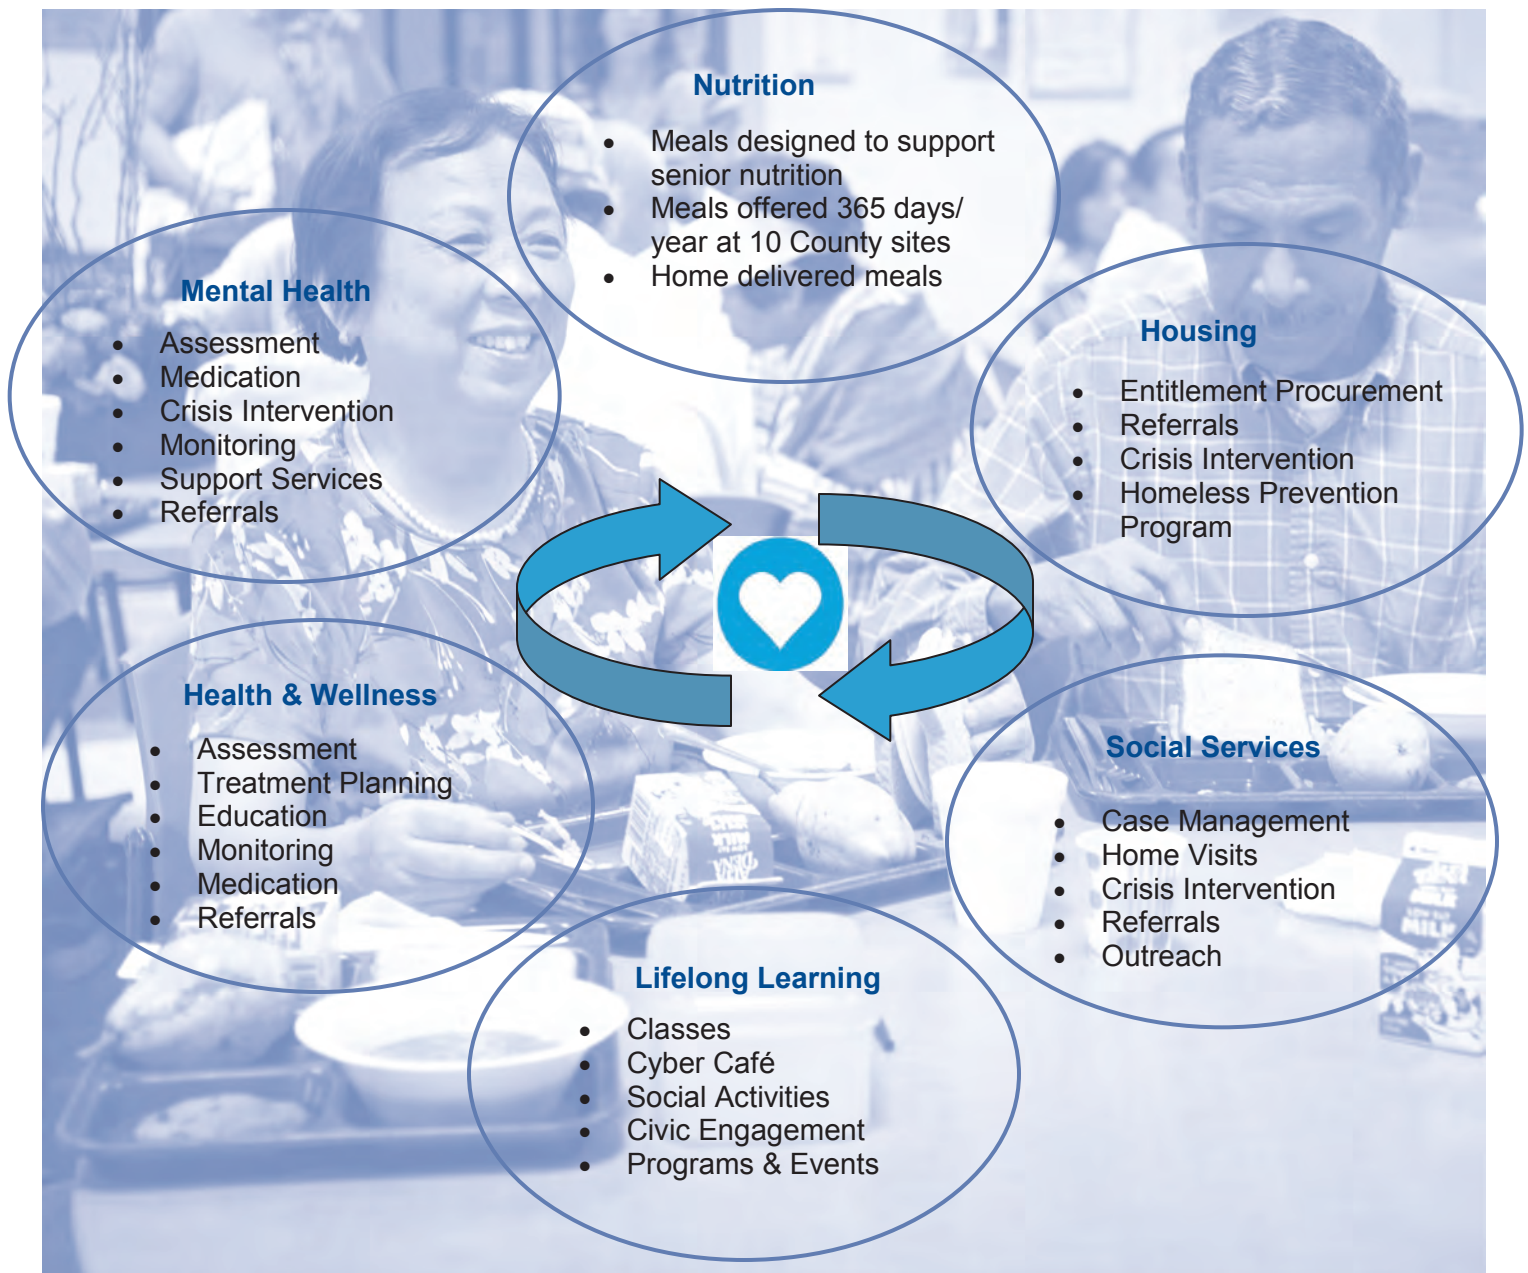 Nutrition
• Meals designed to support
senior nutrition
• Meals offered 365 days/
year at 10 County sites
• Home delivered meals
Mental Health
• Assessment
• Medication
• Crisis Intervention
• Monitoring
• Support Services
• Referrals
Housing
• Entitlement Procurement
• Referrals
• Crisis Intervention
• Homeless Prevention
Program
Health & Wellness
• Assessment
• Treatment Planning
• Education
• Monitoring
• Medication
• Referrals
Social Services
• Case Management
• Home Visits
• Crisis Intervention
• Referrals
• Outreach
Lifelong Learning
• Classes
• Cyber Café
• Social Activities
• Civic Engagement
• Programs & Events
MILK